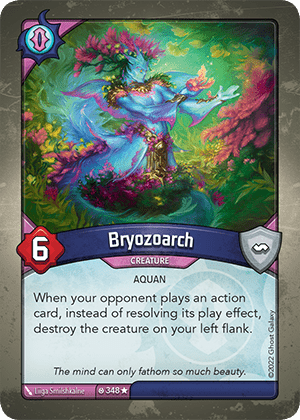 6
Bryozoarch
CREATURE
AQUAN
When your opponent plays an action
card, instead of resolving its play effect,
destroy the creature on your left flank.
The mind can only fathom so much beauty.
Liiga Smilshkalne
348
©2022 Ghost Galaxy